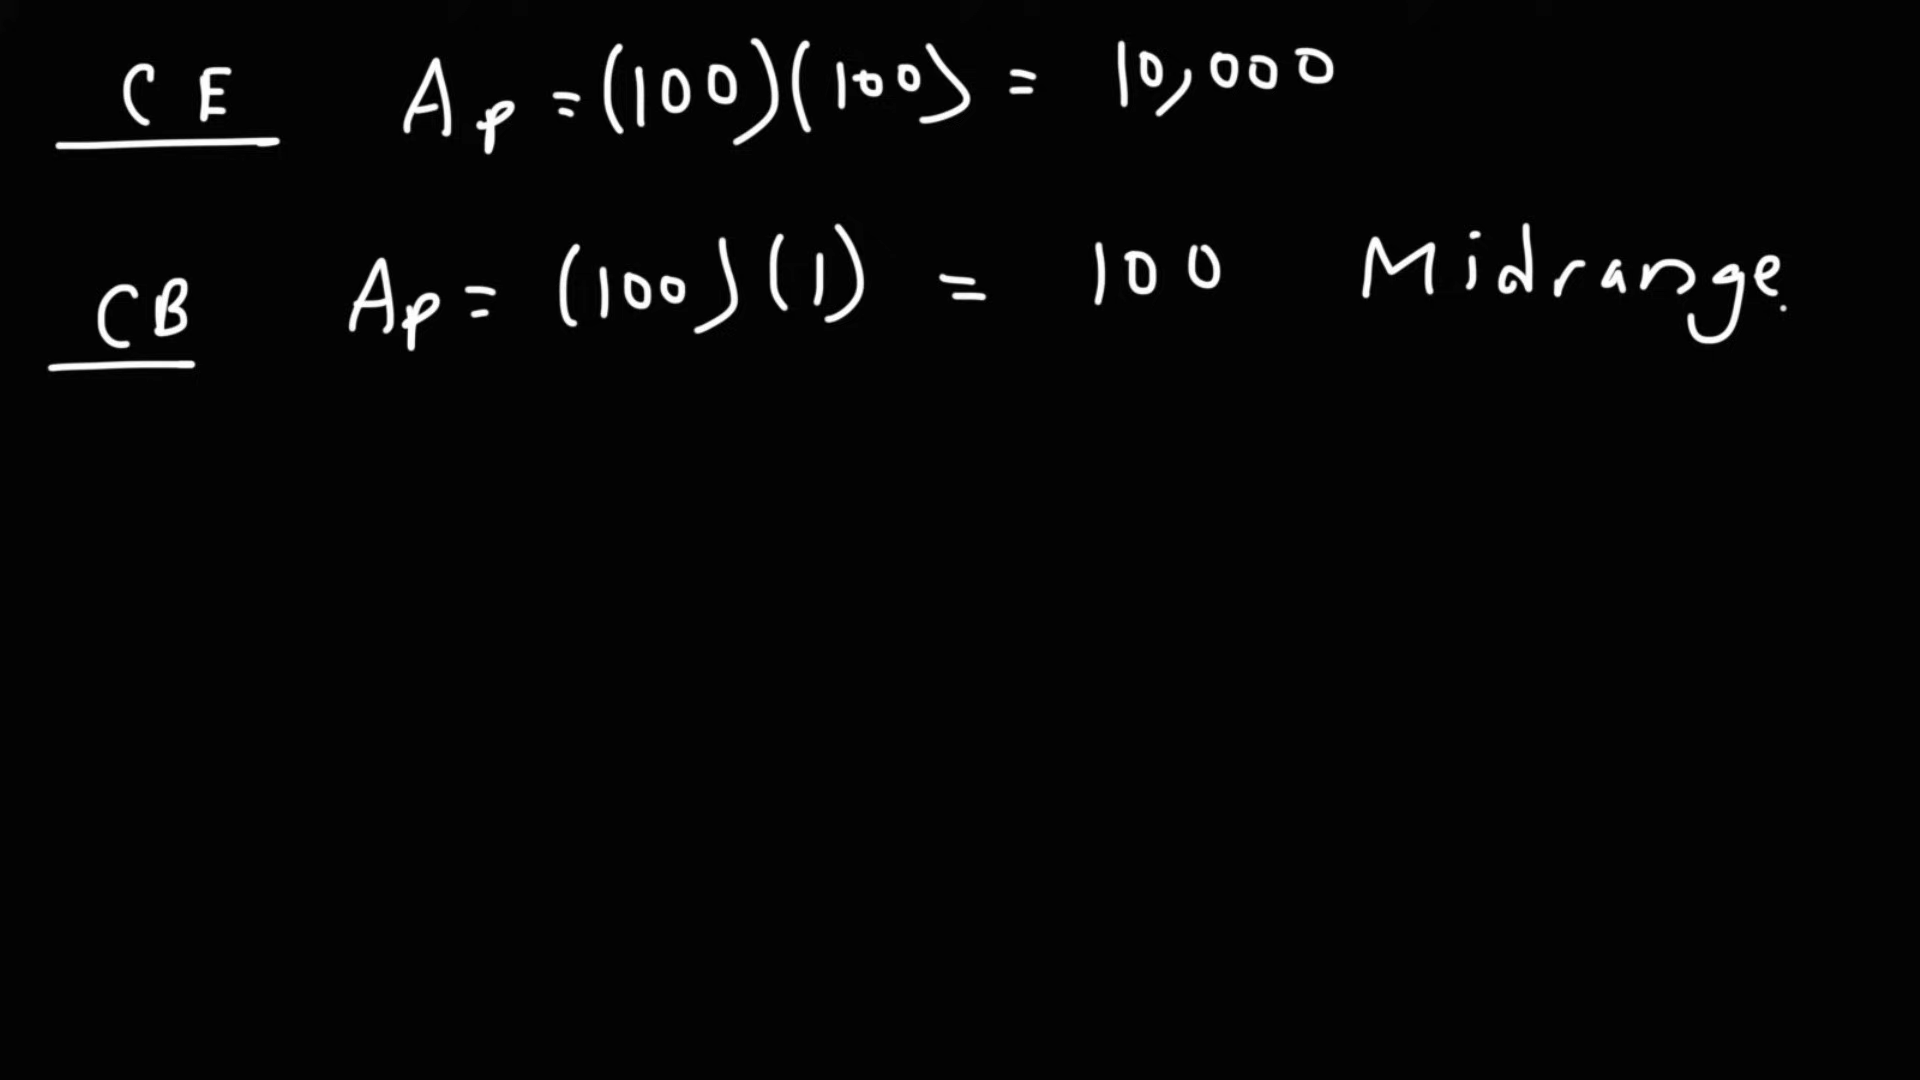 CE Ap = (100)(100) = 10,000
CB Ap = (100)(1) = 100 Midrange.